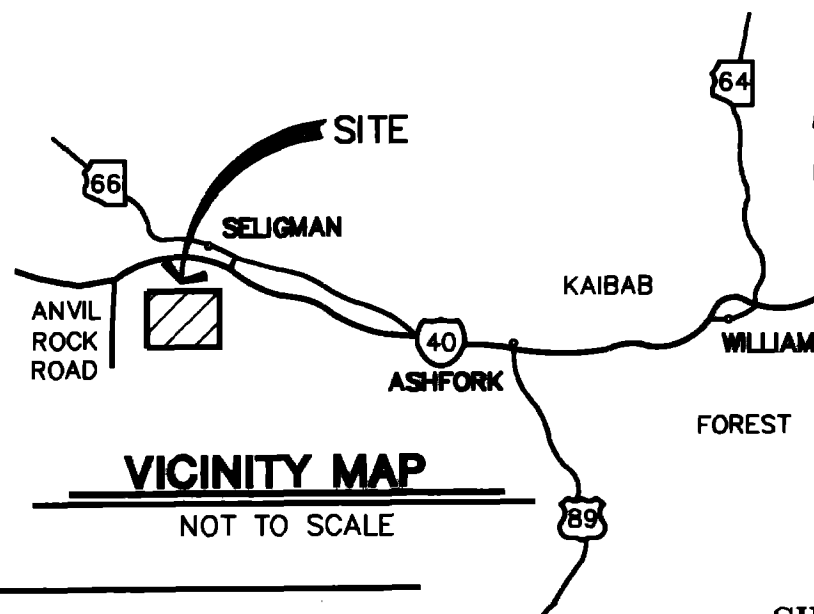 64
SITE
66
SELIGMAN
KAIBAB
ANVIL
ROCK
ROAD
40
WILLIAM
ASHFORK
FOREST
VICINITY MAP
NOT TO SCALE
89